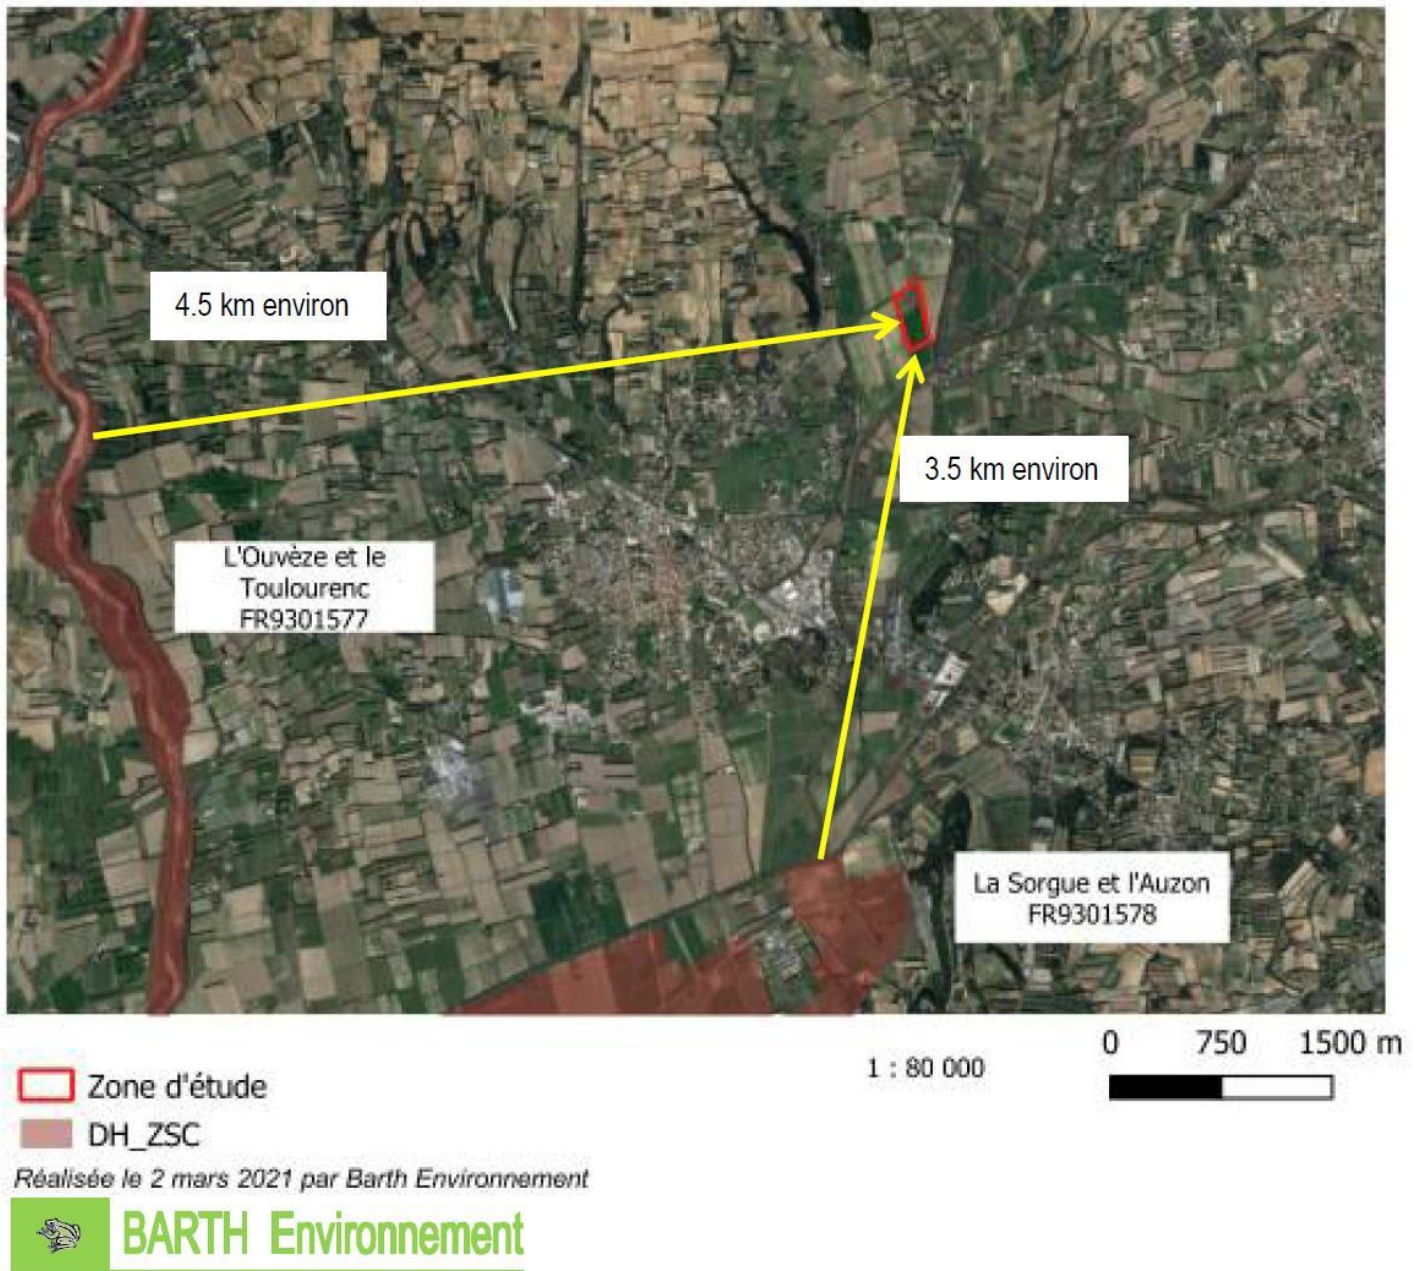 4.5 km environ
3.5 km environ
L'Ouvèze et le
Toulourenc
FR9301577
La Sorgue et l'Auzon
FR9301578
0 750 1500 m
1 : 80 000
Zone d'étude
DH_ZSC
Réalisée le 2 mars 2021 par Barth Environnement
BARTH Environnement